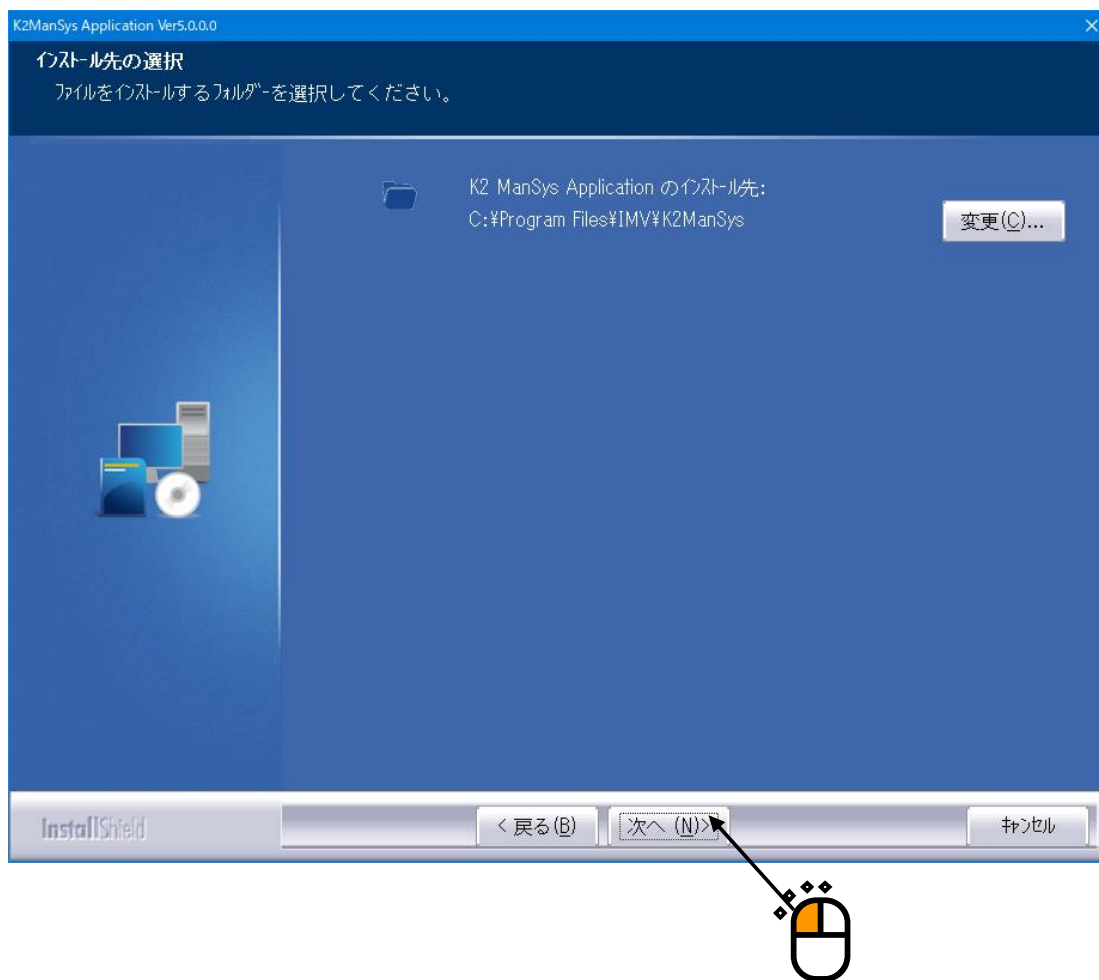 K2ManSys Application Ver5.0.0.0
インストール先の選択
ファイルをインストールするフォルダーを選択してください。
K2 ManSys Application のインストール先:
C:¥Program Files¥IMV¥K2ManSys
変更(C)...
InstallShield
< 戻る(B)
次へ (N)>
キャンセル